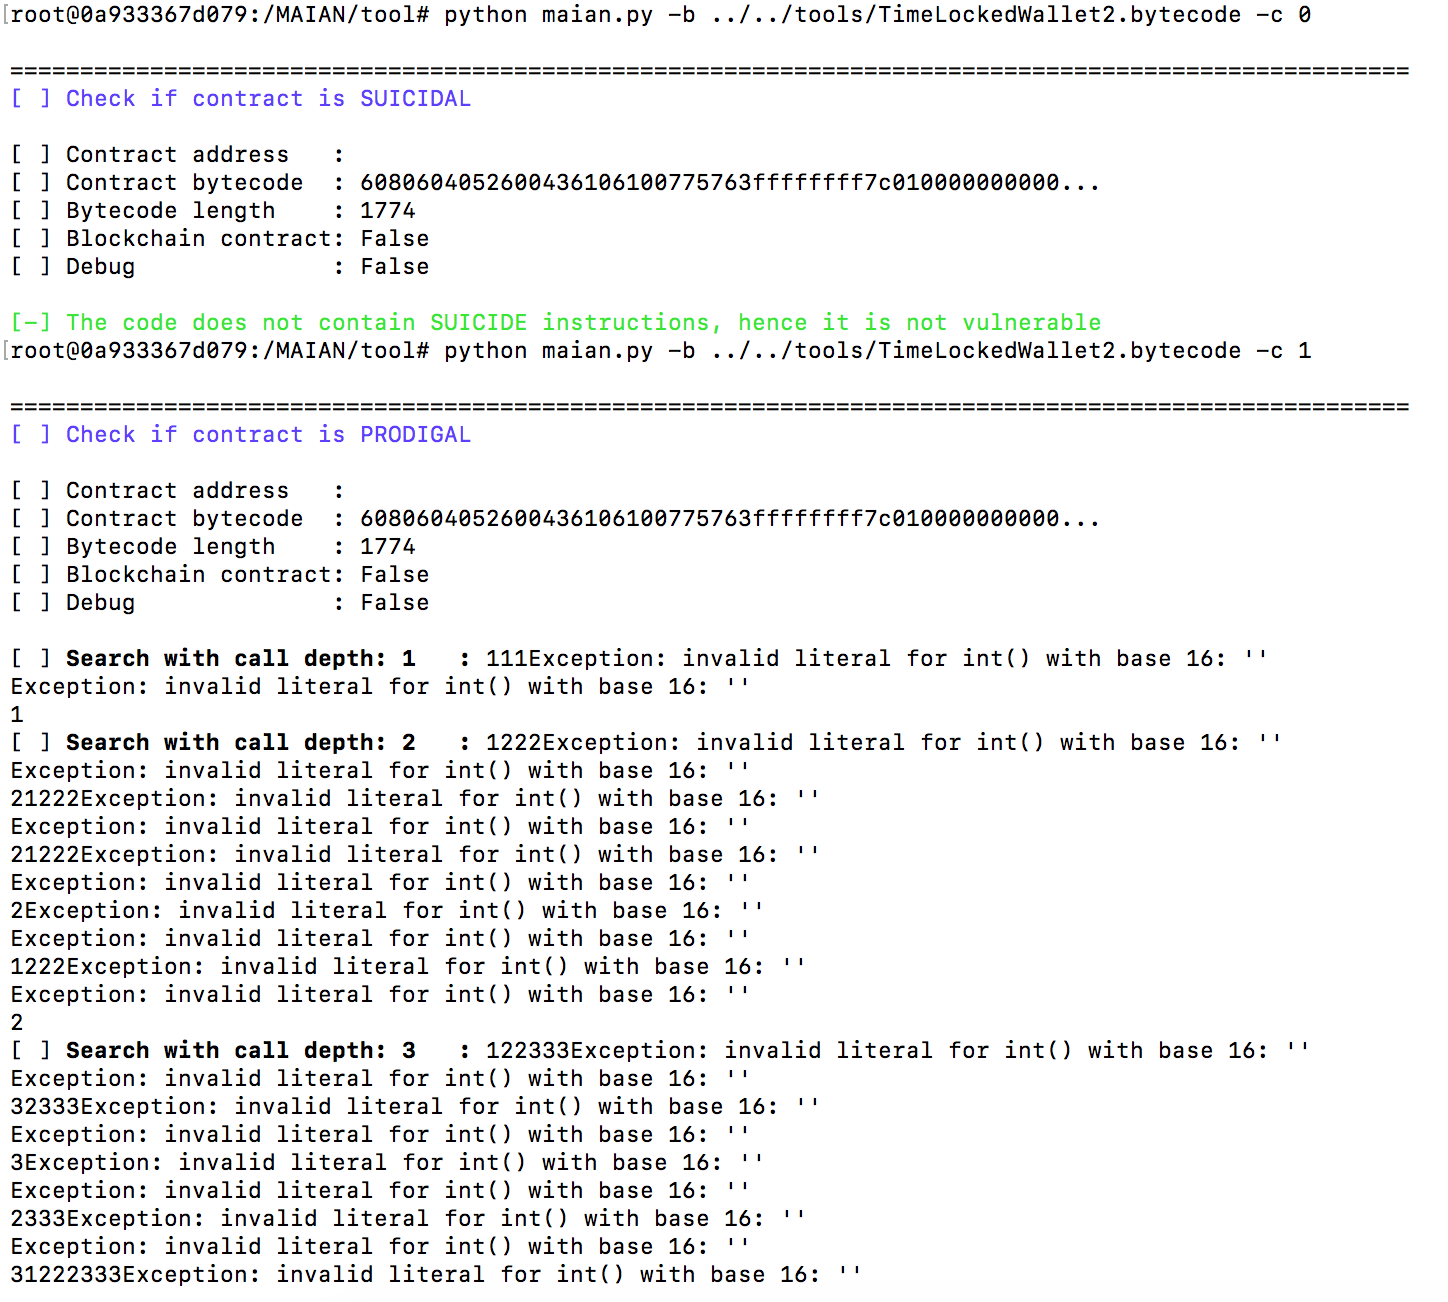 [root@0a933367d079:/MAIAN/tool# python maian.py -b ../../tools/TimeLockedWallet2.bytecode -c 0
====================================================================================================
[ ] Check if contract is SUICIDAL
[ ] Contract address   :
[ ] Contract bytecode  : 6080604052600436106100775763ffffffff7c010000000000...
[ ] Bytecode length    : 1774
[ ] Blockchain contract: False
[ ] Debug              : False
[-] The code does not contain SUICIDE instructions, hence it is not vulnerable
[root@0a933367d079:/MAIAN/tool# python maian.py -b ../../tools/TimeLockedWallet2.bytecode -c 1
====================================================================================================
[ ] Check if contract is PRODIGAL
[ ] Contract address   :
[ ] Contract bytecode  : 6080604052600436106100775763ffffffff7c010000000000...
[ ] Bytecode length    : 1774
[ ] Blockchain contract: False
[ ] Debug              : False
[ ] Search with call depth: 1   : 111Exception: invalid literal for int() with base 16: ''
Exception: invalid literal for int() with base 16: ''
1
[ ] Search with call depth: 2   : 1222Exception: invalid literal for int() with base 16: ''
Exception: invalid literal for int() with base 16: ''
21222Exception: invalid literal for int() with base 16: ''
Exception: invalid literal for int() with base 16: ''
21222Exception: invalid literal for int() with base 16: ''
Exception: invalid literal for int() with base 16: ''
2Exception: invalid literal for int() with base 16: ''
Exception: invalid literal for int() with base 16: ''
1222Exception: invalid literal for int() with base 16: ''
Exception: invalid literal for int() with base 16: ''
2
[ ] Search with call depth: 3   : 122333Exception: invalid literal for int() with base 16: ''
Exception: invalid literal for int() with base 16: ''
32333Exception: invalid literal for int() with base 16: ''
Exception: invalid literal for int() with base 16: ''
3Exception: invalid literal for int() with base 16: ''
Exception: invalid literal for int() with base 16: ''
2333Exception: invalid literal for int() with base 16: ''
Exception: invalid literal for int() with base 16: ''
31222333Exception: invalid literal for int() with base 16: ''